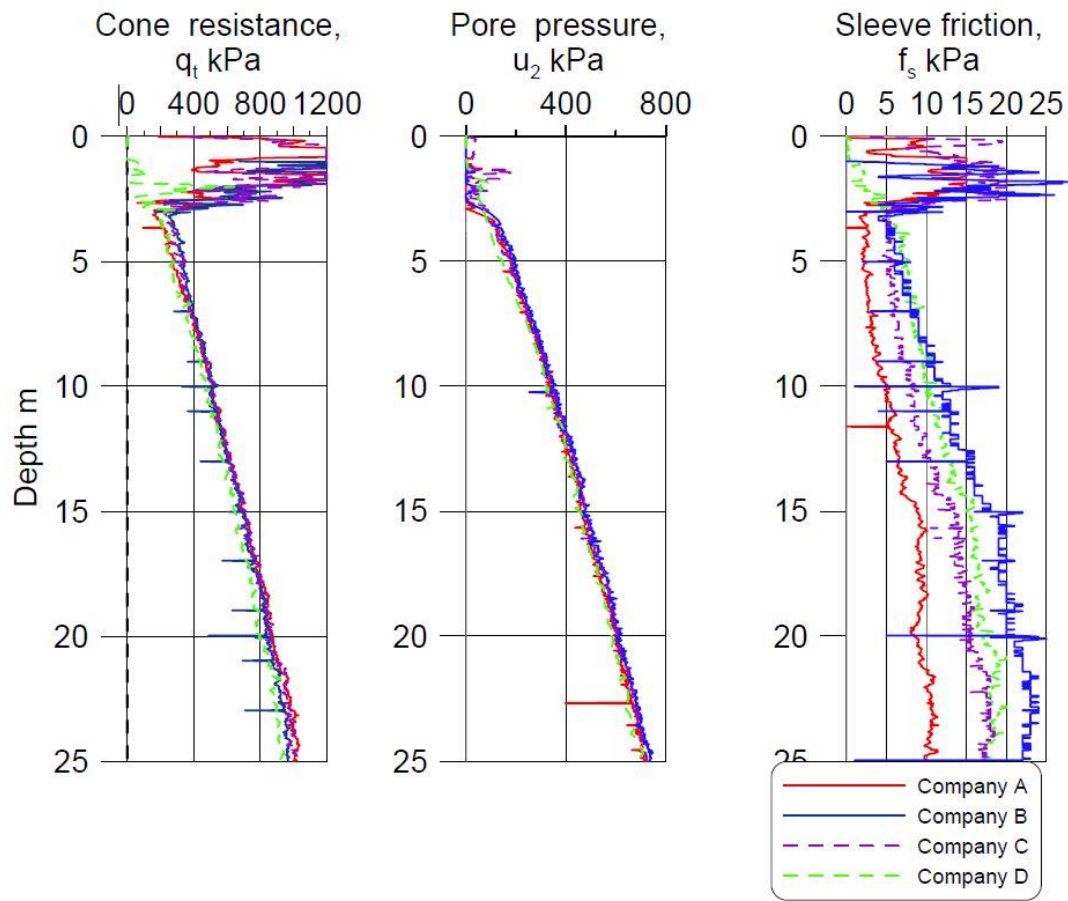 Cone resistance,
q_t kPa
0 400 800 1200
Pore pressure,
u_2 kPa
0 400 800
Sleeve friction,
f_s kPa
0 5 10 15 20 25
Depth m
0
5
10
15
20
25
0
5
10
15
20
25
0
5
10
15
20
25
Company A
Company B
Company C
Company D